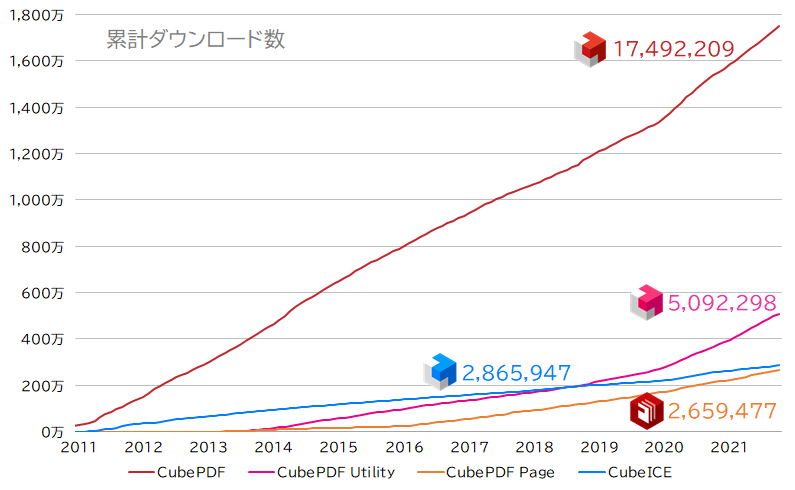 累計ダウンロード数
1,800万
1,600万
1,400万
1,200万
1,000万
800万
600万
400万
200万
0万
17,492,209
5,092,298
2,865,947
2,659,477
2011 2012 2013 2014 2015 2016 2017 2018 2019 2020 2021
CubePDF CubePDF Utility CubePDF Page CubeICE